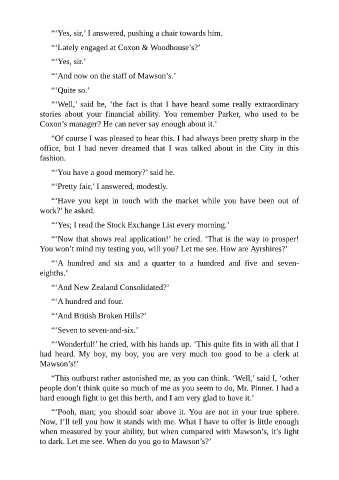 “‘Yes, sir,’ I answered, pushing a chair towards him.
“‘Lately engaged at Coxon & Woodhouse’s?’
“‘Yes, sir.’
“‘And now on the staff of Mawson’s.’
“‘Quite so.’
“‘Well,’ said he, ‘the fact is that I have heard some really extraordinary
stories about your financial ability. You remember Parker, who used to be
Coxon’s manager? He can never say enough about it.’
“Of course I was pleased to hear this. I had always been pretty sharp in the
office, but I had never dreamed that I was talked about in the City in this
fashion.
“‘You have a good memory?’ said he.
“‘Pretty fair,’ I answered, modestly.
“‘Have you kept in touch with the market while you have been out of
work?’ he asked.
“‘Yes; I read the Stock Exchange List every morning.’
“‘Now that shows real application!’ he cried. ‘That is the way to prosper!
You won’t mind my testing you, will you? Let me see. How are Ayrshires?’
“‘A hundred and six and a quarter to a hundred and five and seven-
eighths.’
“‘And New Zealand Consolidated?’
“‘A hundred and four.
“‘And British Broken Hills?’
“‘Seven to seven-and-six.’
“‘Wonderful!’ he cried, with his hands up. ‘This quite fits in with all that I
had heard. My boy, my boy, you are very much too good to be a clerk at
Mawson’s!’
“This outburst rather astonished me, as you can think. ‘Well,’ said I, ‘other
people don’t think quite so much of me as you seem to do, Mr. Pinner. I had a
hard enough fight to get this berth, and I am very glad to have it.’
“‘Pooh, man; you should soar above it. You are not in your true sphere.
Now, I’ll tell you how it stands with me. What I have to offer is little enough
when measured by your ability, but when compared with Mawson’s, it’s light
to dark. Let me see. When do you go to Mawson’s?’